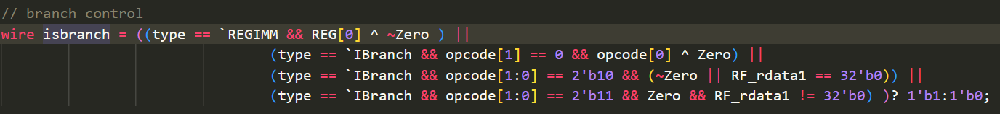 // branch control
wire isbranch = ((type == `REGIMM && REG[0] ^ ~Zero ) ||
(type == `IBranch && opcode[1] == 0 && opcode[0] ^ Zero) ||
(type == `IBranch && opcode[1:0] == 2'b10 && (~Zero || RF_rdata1 == 32'b0)) ||
(type == `IBranch && opcode[1:0] == 2'b11 && Zero && RF_rdata1 != 32'b0) )? 1'b1:1'b0;